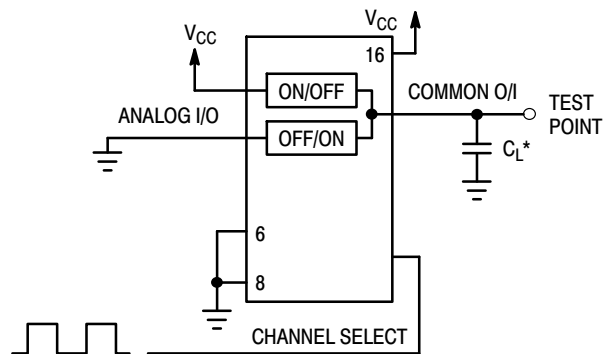 VCC
VCC
16
ON/OFF
COMMON O/I
ANALOG I/O
OFF/ON
TEST
POINT
CL*
6
8
CHANNEL SELECT